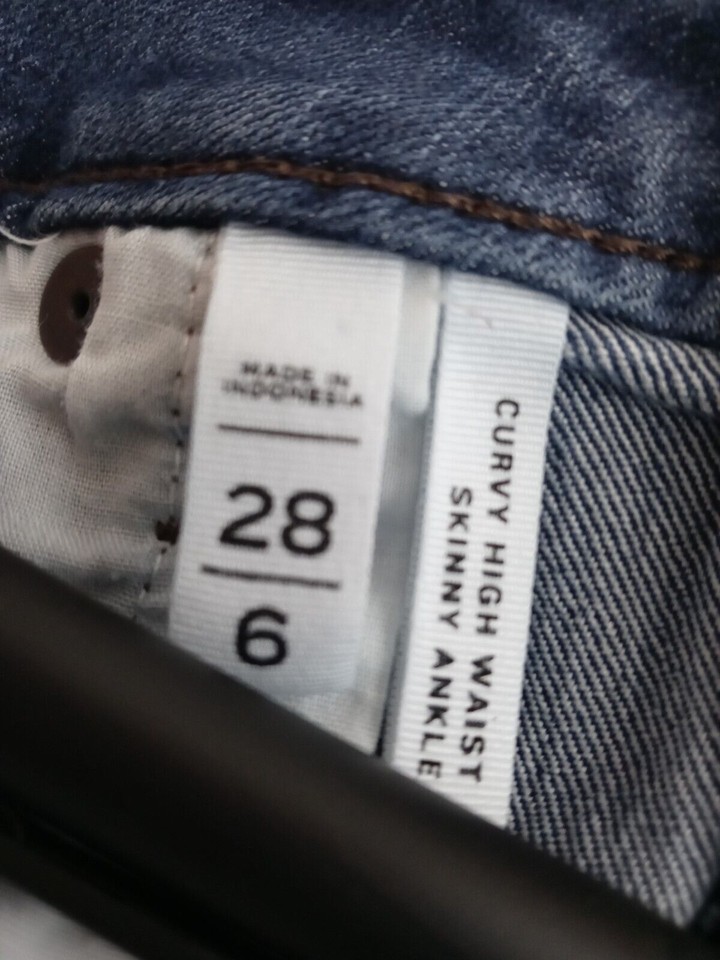 MADE IN
INDONESIA
28
6
CURVY HIGH WAIST
SKINNY ANKLE